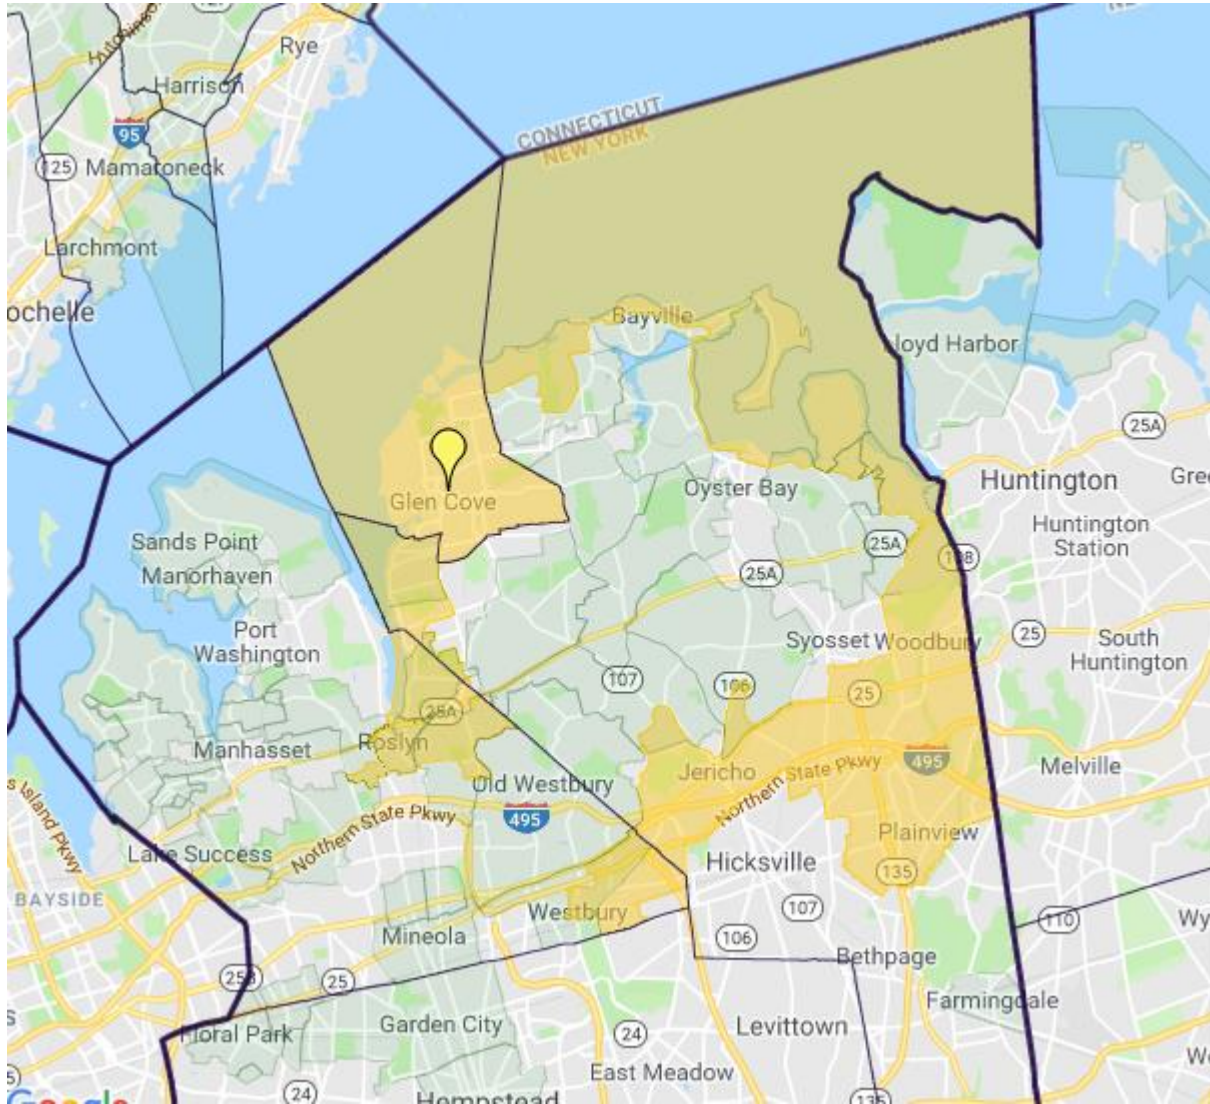 Rye
Harrison
95
125
Mamaroneck
CONNECTICUT
NEW YORK
Larchmont
ochelle
Bayville
Lloyd Harbor
25A
Glen Cove
Oyster Bay
Huntington
Gre
Sands Point
25A
Huntington
Station
Manorhaven
25A
108
Port
Washington
Syosset
Woodbury
25
South
Huntington
107
106
25
25A
Manhasset
Roslyn
Old Westbury
Jericho
Northern State Pkwy
495
Melville
s Island Pkwy
Northern State Pkwy
495
Plainview
Lake Success
Hicksville
135
BAYSIDE
Westbury
107
110
Wy
Mineola
106
Bethpage
25B
25
Farmingdale
Floral Park
Garden City
24
Levittown
East Meadow
24
Hempstead
135
Google